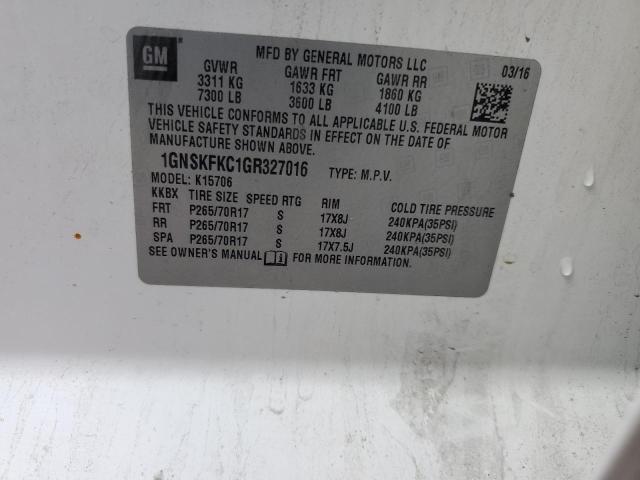 GM
MFD BY GENERAL MOTORS LLC
03/16
GVWR GAWR FRT GAWR RR
3311 KG 1633 KG 1860 KG
7300 LB 3600 LB 4100 LB
THIS VEHICLE CONFORMS TO ALL APPLICABLE U.S. FEDERAL MOTOR
VEHICLE SAFETY STANDARDS IN EFFECT ON THE DATE OF
MANUFACTURE SHOWN ABOVE.
1GNSKFKC1GR327016 TYPE: M.P.V.
MODEL: K15706
KKBX TIRE SIZE SPEED RTG RIM COLD TIRE PRESSURE
FRT P265/70R17 S 17X8J 240KPA(35PSI)
RR P265/70R17 S 17X8J 240KPA(35PSI)
SPA P265/70R17 S 17X7.5J 240KPA(35PSI)
SEE OWNER'S MANUAL FOR MORE INFORMATION.